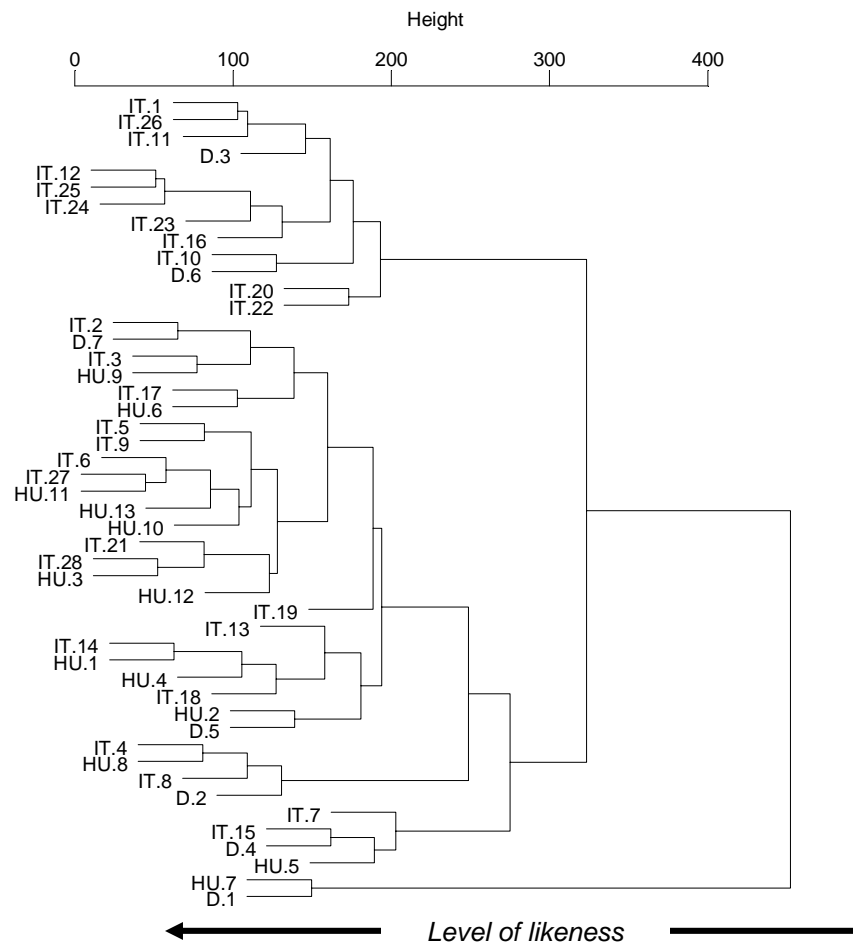 Height
0 100 200 300 400
IT.1
IT.26
IT.11
D.3
IT.12
IT.25
IT.24
IT.23
IT.16
IT.10
D.6
IT.20
IT.22
IT.2
D.7
IT.3
HU.9
IT.17
HU.6
IT.5
IT.9
IT.6
IT.27
HU.11
HU.13
HU.10
IT.21
IT.28
HU.3
HU.12
IT.19
IT.13
IT.14
HU.1
HU.4
IT.18
HU.2
D.5
IT.4
HU.8
IT.8
D.2
IT.7
IT.15
D.4
HU.5
HU.7
D.1
Level of likeness